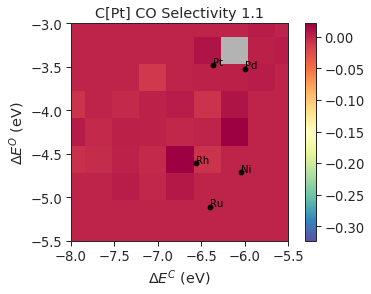 C[Pt] CO Selectivity 1.1
−3.0
−3.5
−4.0
−4.5
−5.0
−5.5
ΔE^O (eV)
Pt
Pd
Rh
Ni
Ru
−8.0 −7.5 −7.0 −6.5 −6.0 −5.5
ΔE^C (eV)
0.00
−0.05
−0.10
−0.15
−0.20
−0.25
−0.30